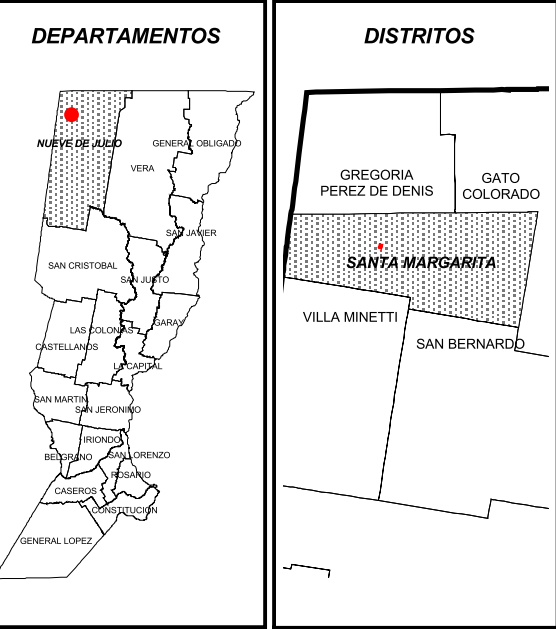 DEPARTAMENTOS
NUEVE DE JULIO
GENERAL OBLIGADO
VERA
SAN JAVIER
SAN CRISTOBAL
SAN JUSTO
GARAY
LAS COLONIAS
CASTELLANOS
LA CAPITAL
SAN MARTIN
SAN JERONIMO
IRIONDO
BELGRANO
SAN LORENZO
ROSARIO
CASEROS
CONSTITUCION
GENERAL LOPEZ
DISTRITOS
GREGORIA
PEREZ DE DENIS
GATO
COLORADO
SANTA MARGARITA
VILLA MINETTI
SAN BERNARDO